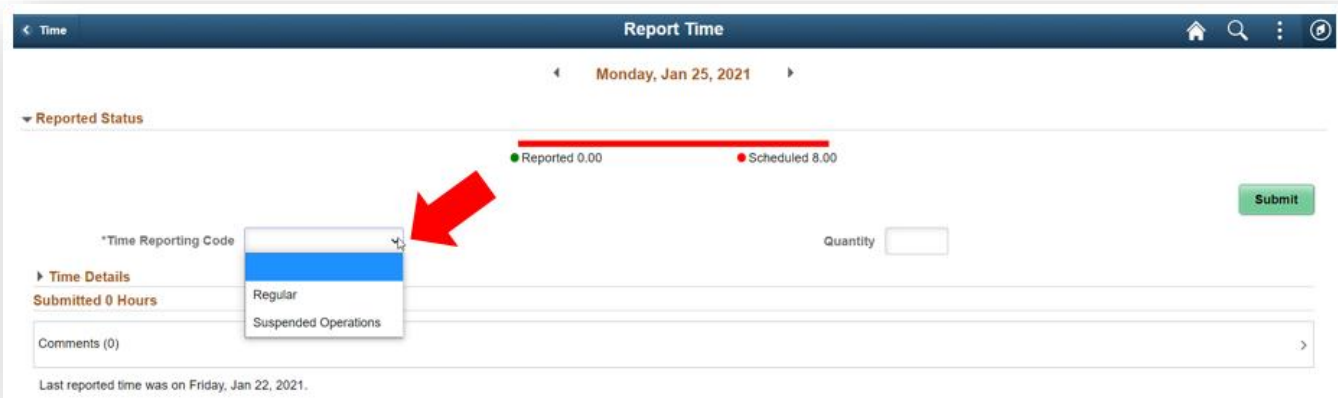 Time
Report Time
Monday, Jan 25, 2021
Reported Status
Reported 0.00
Scheduled 8.00
Submit
*Time Reporting Code
Quantity
Time Details
Regular
Submitted 0 Hours
Suspended Operations
Comments (0)
Last reported time was on Friday, Jan 22, 2021.